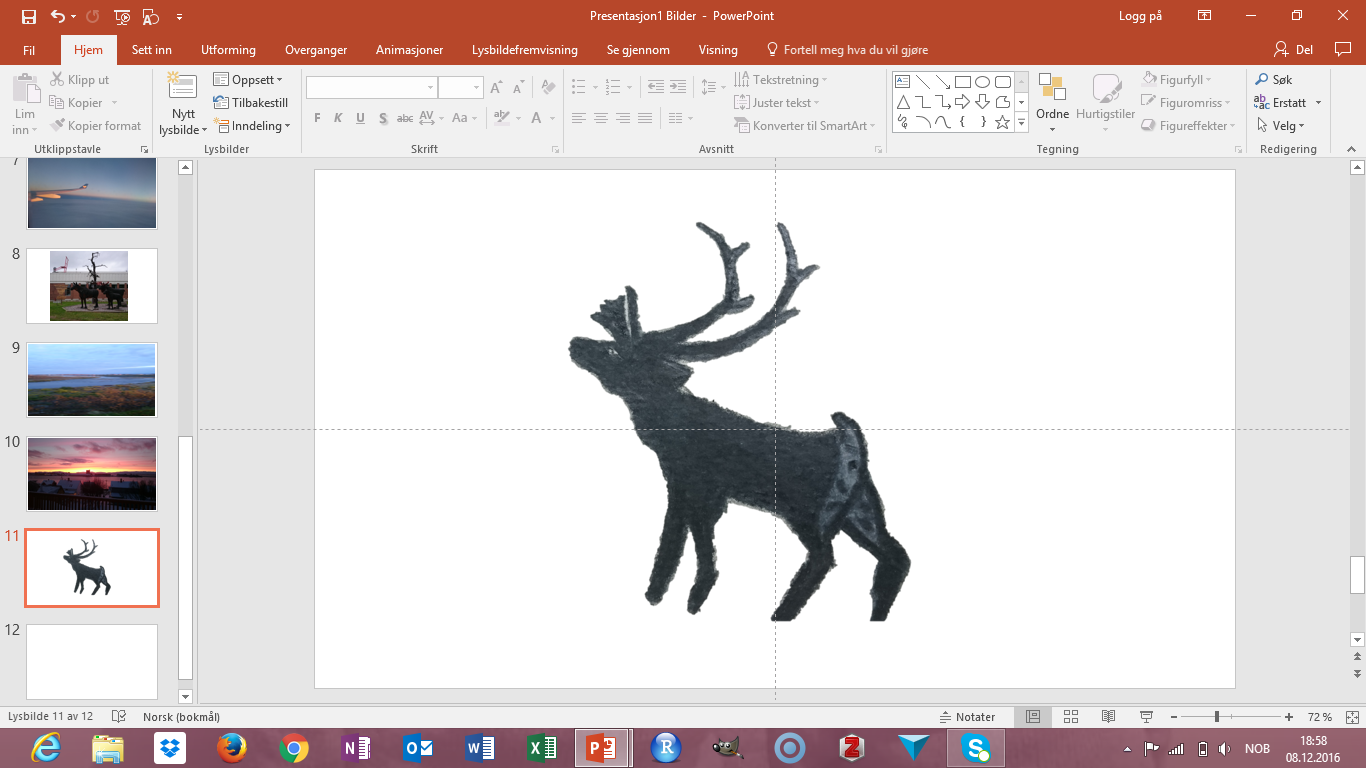 Presentasjon1 Bilder - PowerPoint
Logg på
Fil Hjem Sett inn Utforming Overganger Animasjoner Lysbildefremvisning Se gjennom Visning Fortell meg hva du vil gjøre Del
Lim inn
Klipp ut
Kopier
Kopier format
Utklippstavle
Nytt lysbilde
Oppsett
Tilbakestill
Inndeling
Lysbilder
F K U S abc AV Aa A
Skrift
Tekstretning
Juster tekst
Konverter til SmartArt
Avsnitt
Ordne
Hurtigstiler
Figurfyll
Figuromriss
Figureffekter
Tegning
Søk
Erstatt
Velg
Redigering
7
8
9
10
11
12
Lysbilde 11 av 12 Norsk (bokmål) Notater 72 %
NOB 18:58
08.12.2016